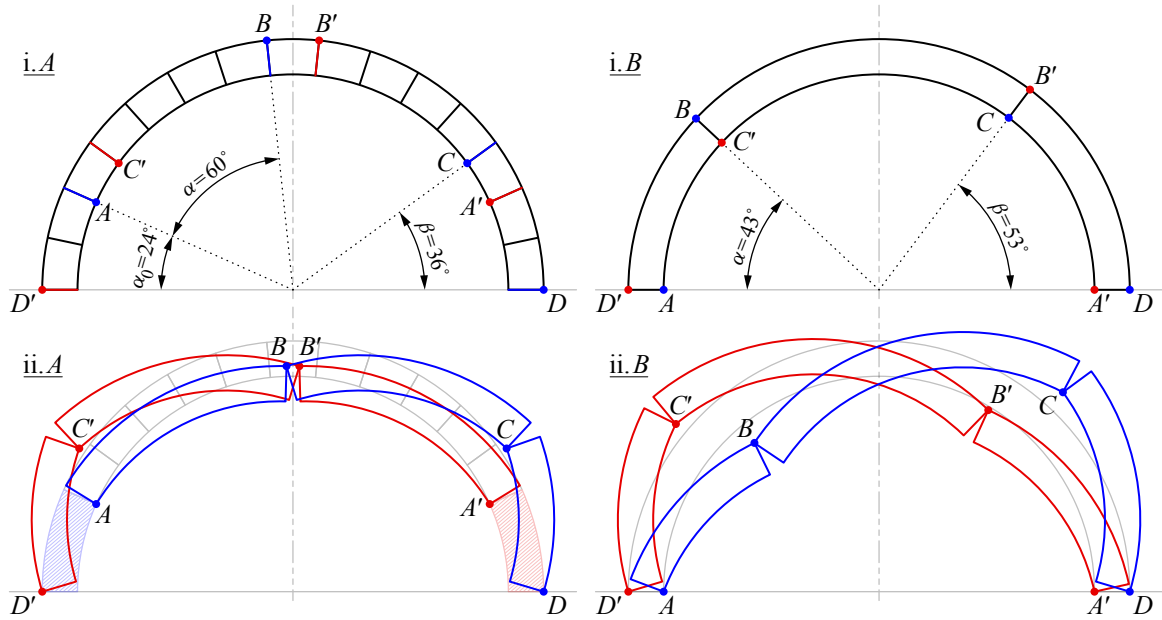 i.A
B B′
C′
A
α=60°
α₀=24°
β=36°
C
A′
D′ D
i.B
B′
B
C′
C
α=43°
β=53°
D′ A A′ D
ii.A
B B′
C′ C
A A′
D′ D
ii.B
C′ B B′ C
D′ A A′ D